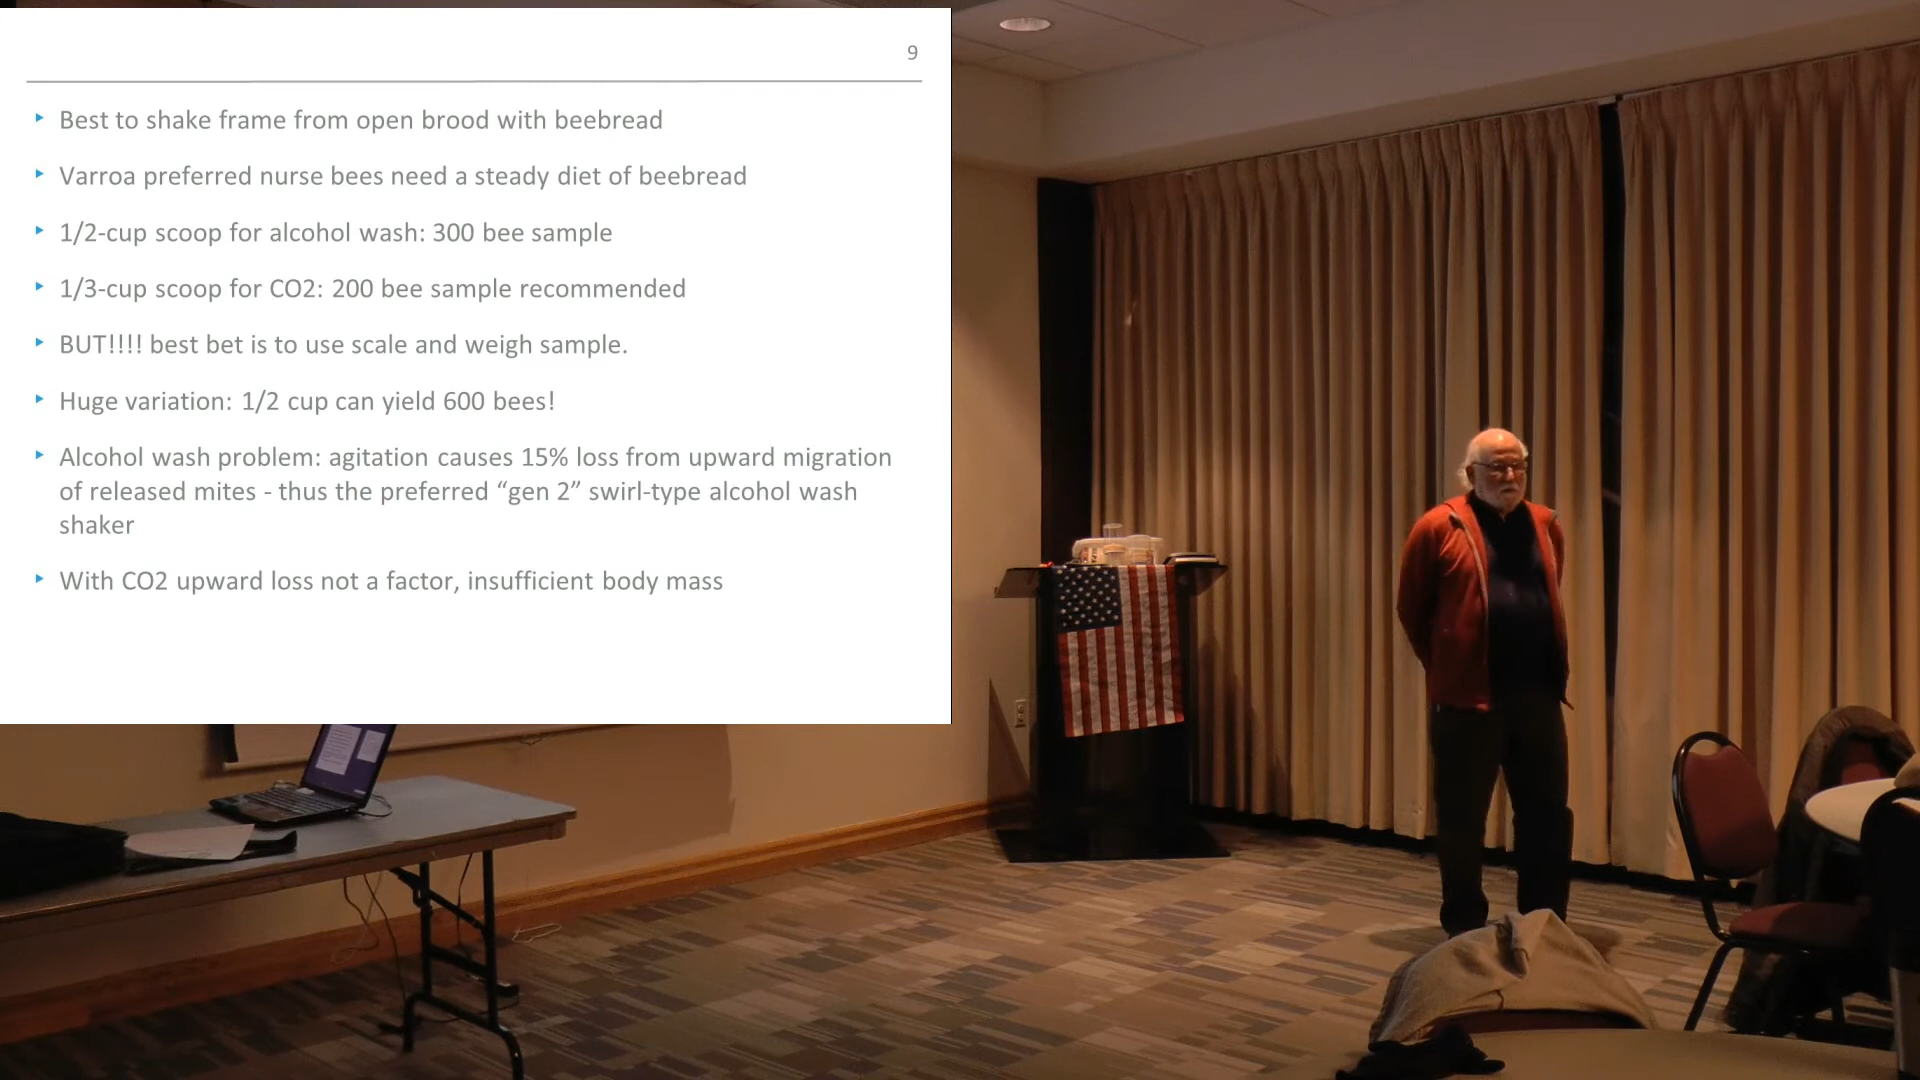 9
Best to shake frame from open brood with beebread
Varroa preferred nurse bees need a steady diet of beebread
1/2-cup scoop for alcohol wash: 300 bee sample
1/3-cup scoop for CO2: 200 bee sample recommended
BUT!!!! best bet is to use scale and weigh sample.
Huge variation: 1/2 cup can yield 600 bees!
Alcohol wash problem: agitation causes 15% loss from upward migration
of released mites - thus the preferred “gen 2” swirl-type alcohol wash
shaker
With CO2 upward loss not a factor, insufficient body mass